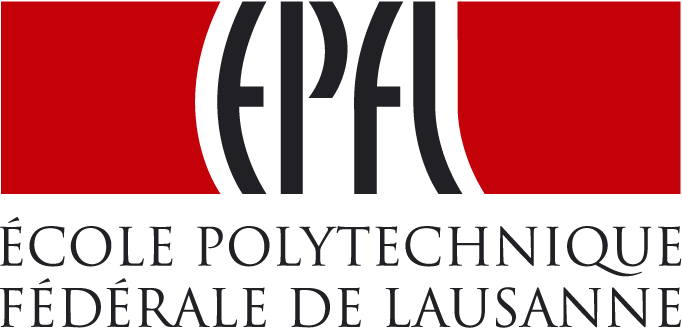 EPFL
ÉCOLE POLYTECHNIQUE
FÉDÉRALE DE LAUSANNE